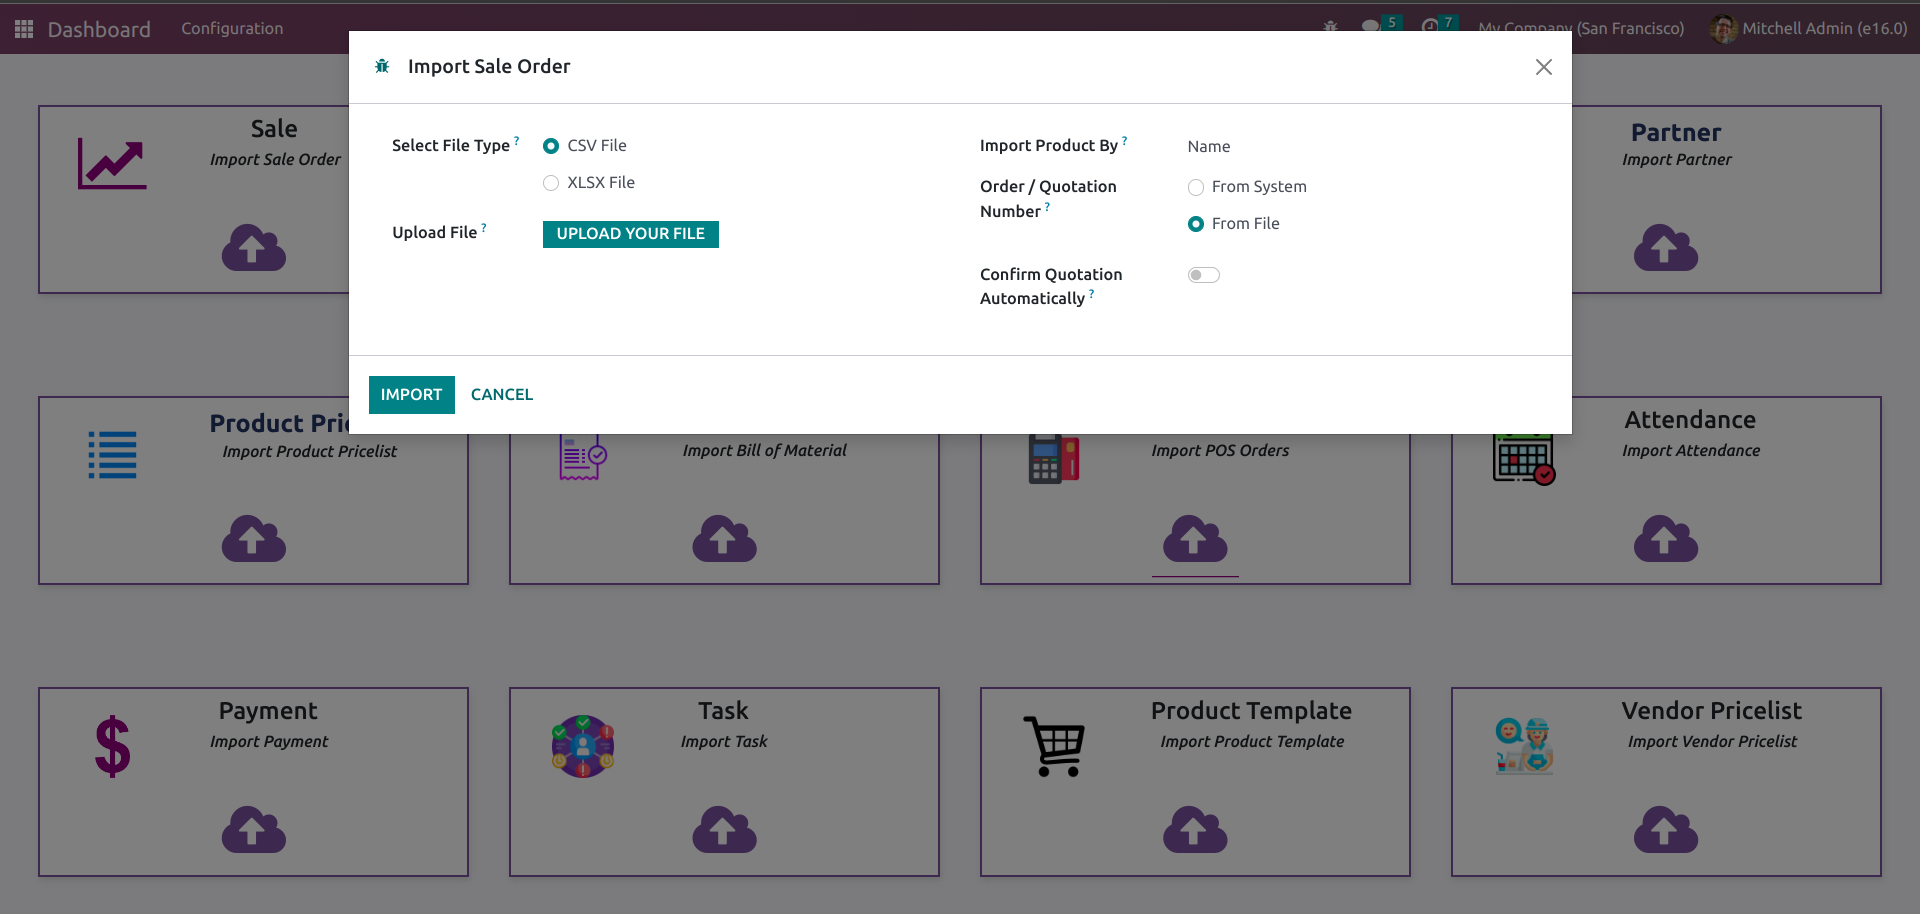 Dashboard
Configuration
5
7
My Company (San Francisco)
Mitchell Admin (e16.0)
Import Sale Order
Select File Type ?
CSV File
XLSX File
Upload File ?
UPLOAD YOUR FILE
Import Product By ?
Name
Order / Quotation
Number ?
From System
From File
Confirm Quotation
Automatically ?
IMPORT
CANCEL
Sale
Import Sale Order
Partner
Import Partner
Product Pri
Import Product Pricelist
Import Bill of Material
Import POS Orders
Attendance
Import Attendance
Payment
Import Payment
Task
Import Task
Product Template
Import Product Template
Vendor Pricelist
Import Vendor Pricelist